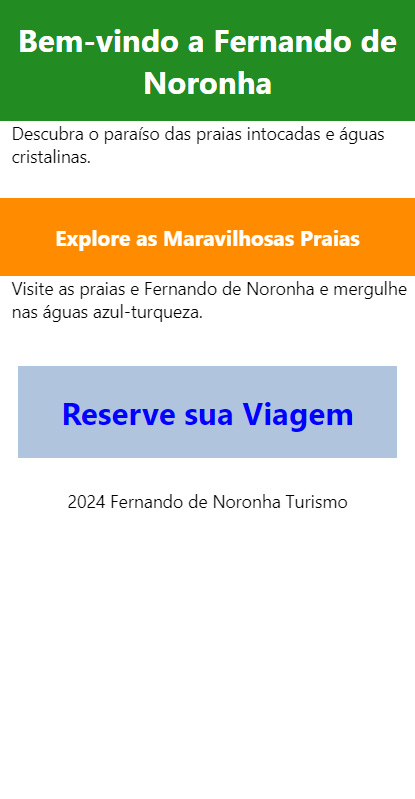 Bem-vindo a Fernando de
Noronha
Descubra o paraíso das praias intocadas e águas
cristalinas.
Explore as Maravilhosas Praias
Visite as praias e Fernando de Noronha e mergulhe
nas águas azul-turqueza.
Reserve sua Viagem
2024 Fernando de Noronha Turismo